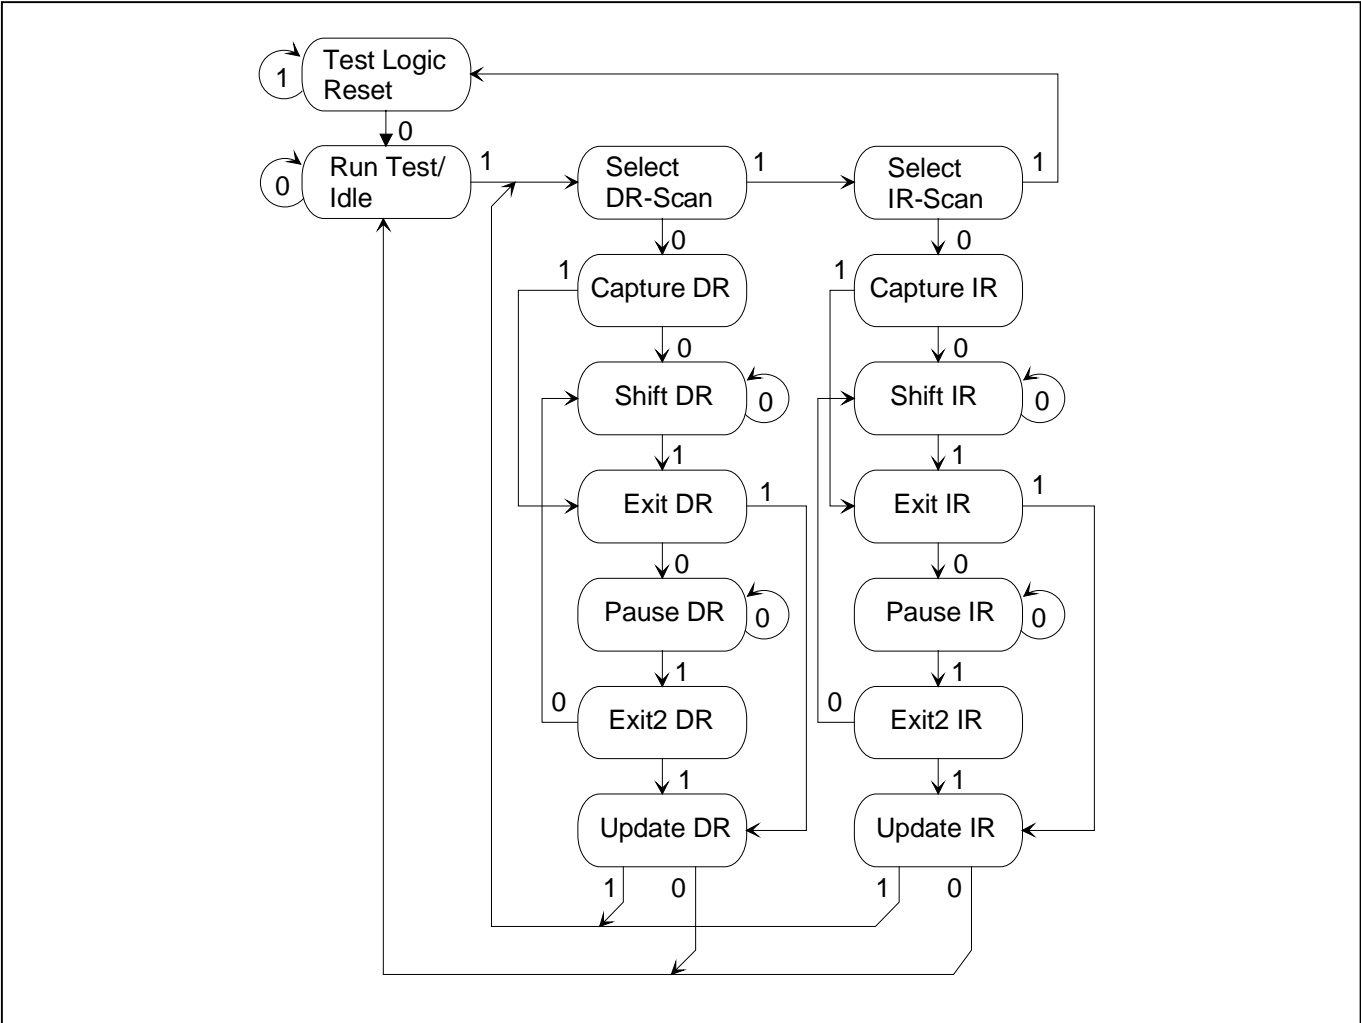 Test Logic
Reset
1
0
Run Test/
Idle
0
1
Select
DR-Scan
1
Select
IR-Scan
1
0
0
1
Capture DR
1
Capture IR
0
0
Shift DR
0
Shift IR
0
1
1
Exit DR
1
Exit IR
1
0
0
Pause DR
0
Pause IR
0
1
1
0
Exit2 DR
0
Exit2 IR
1
1
Update DR
Update IR
1
0
1
0